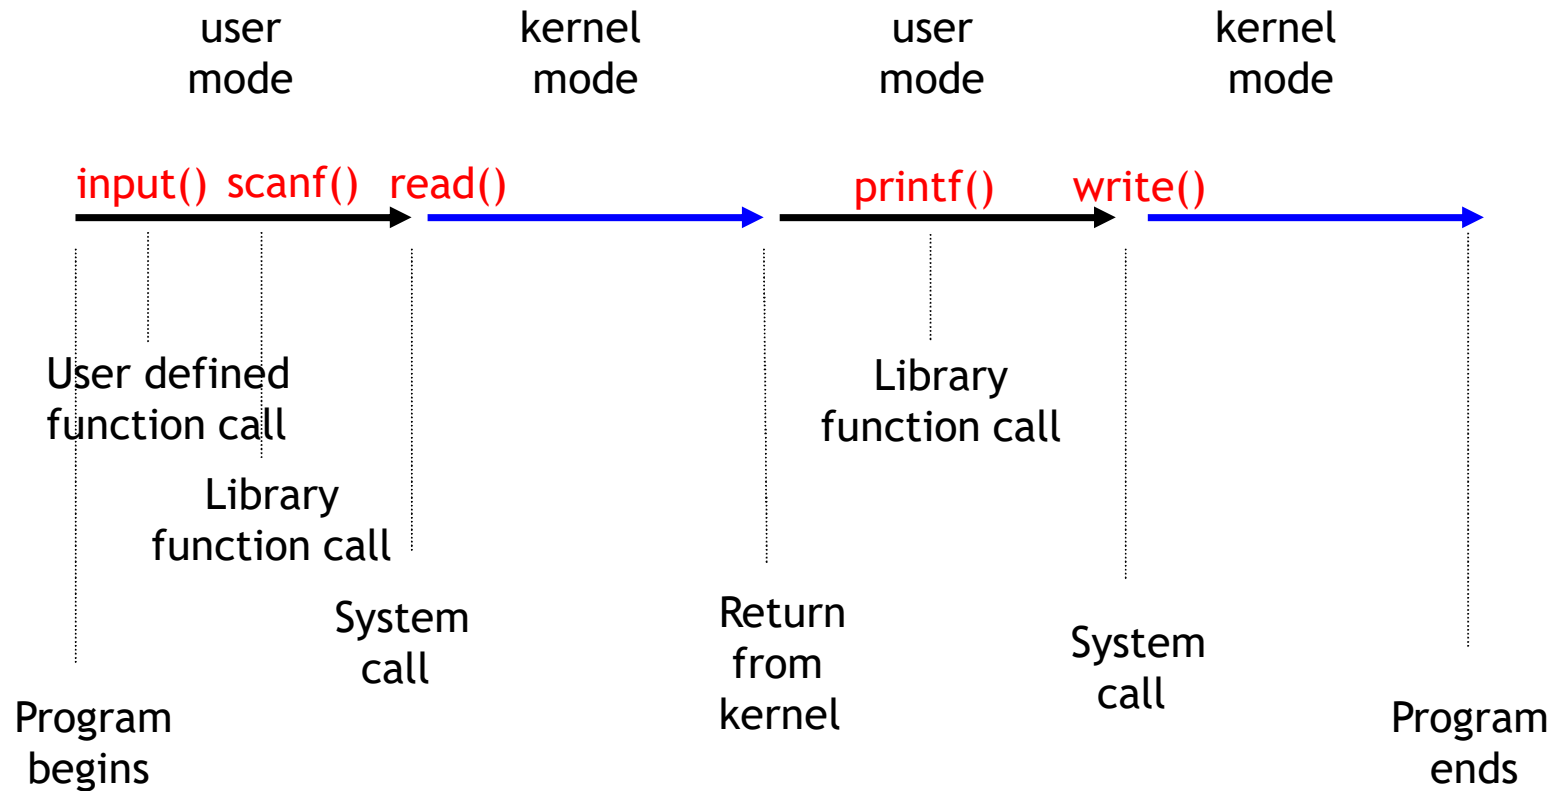 user
mode
kernel
mode
user
mode
kernel
mode
input() scanf() read()
printf()
write()
User defined
function call
Library
function call
Library
function call
System
call
Return
from
kernel
System
call
Program
begins
Program
ends